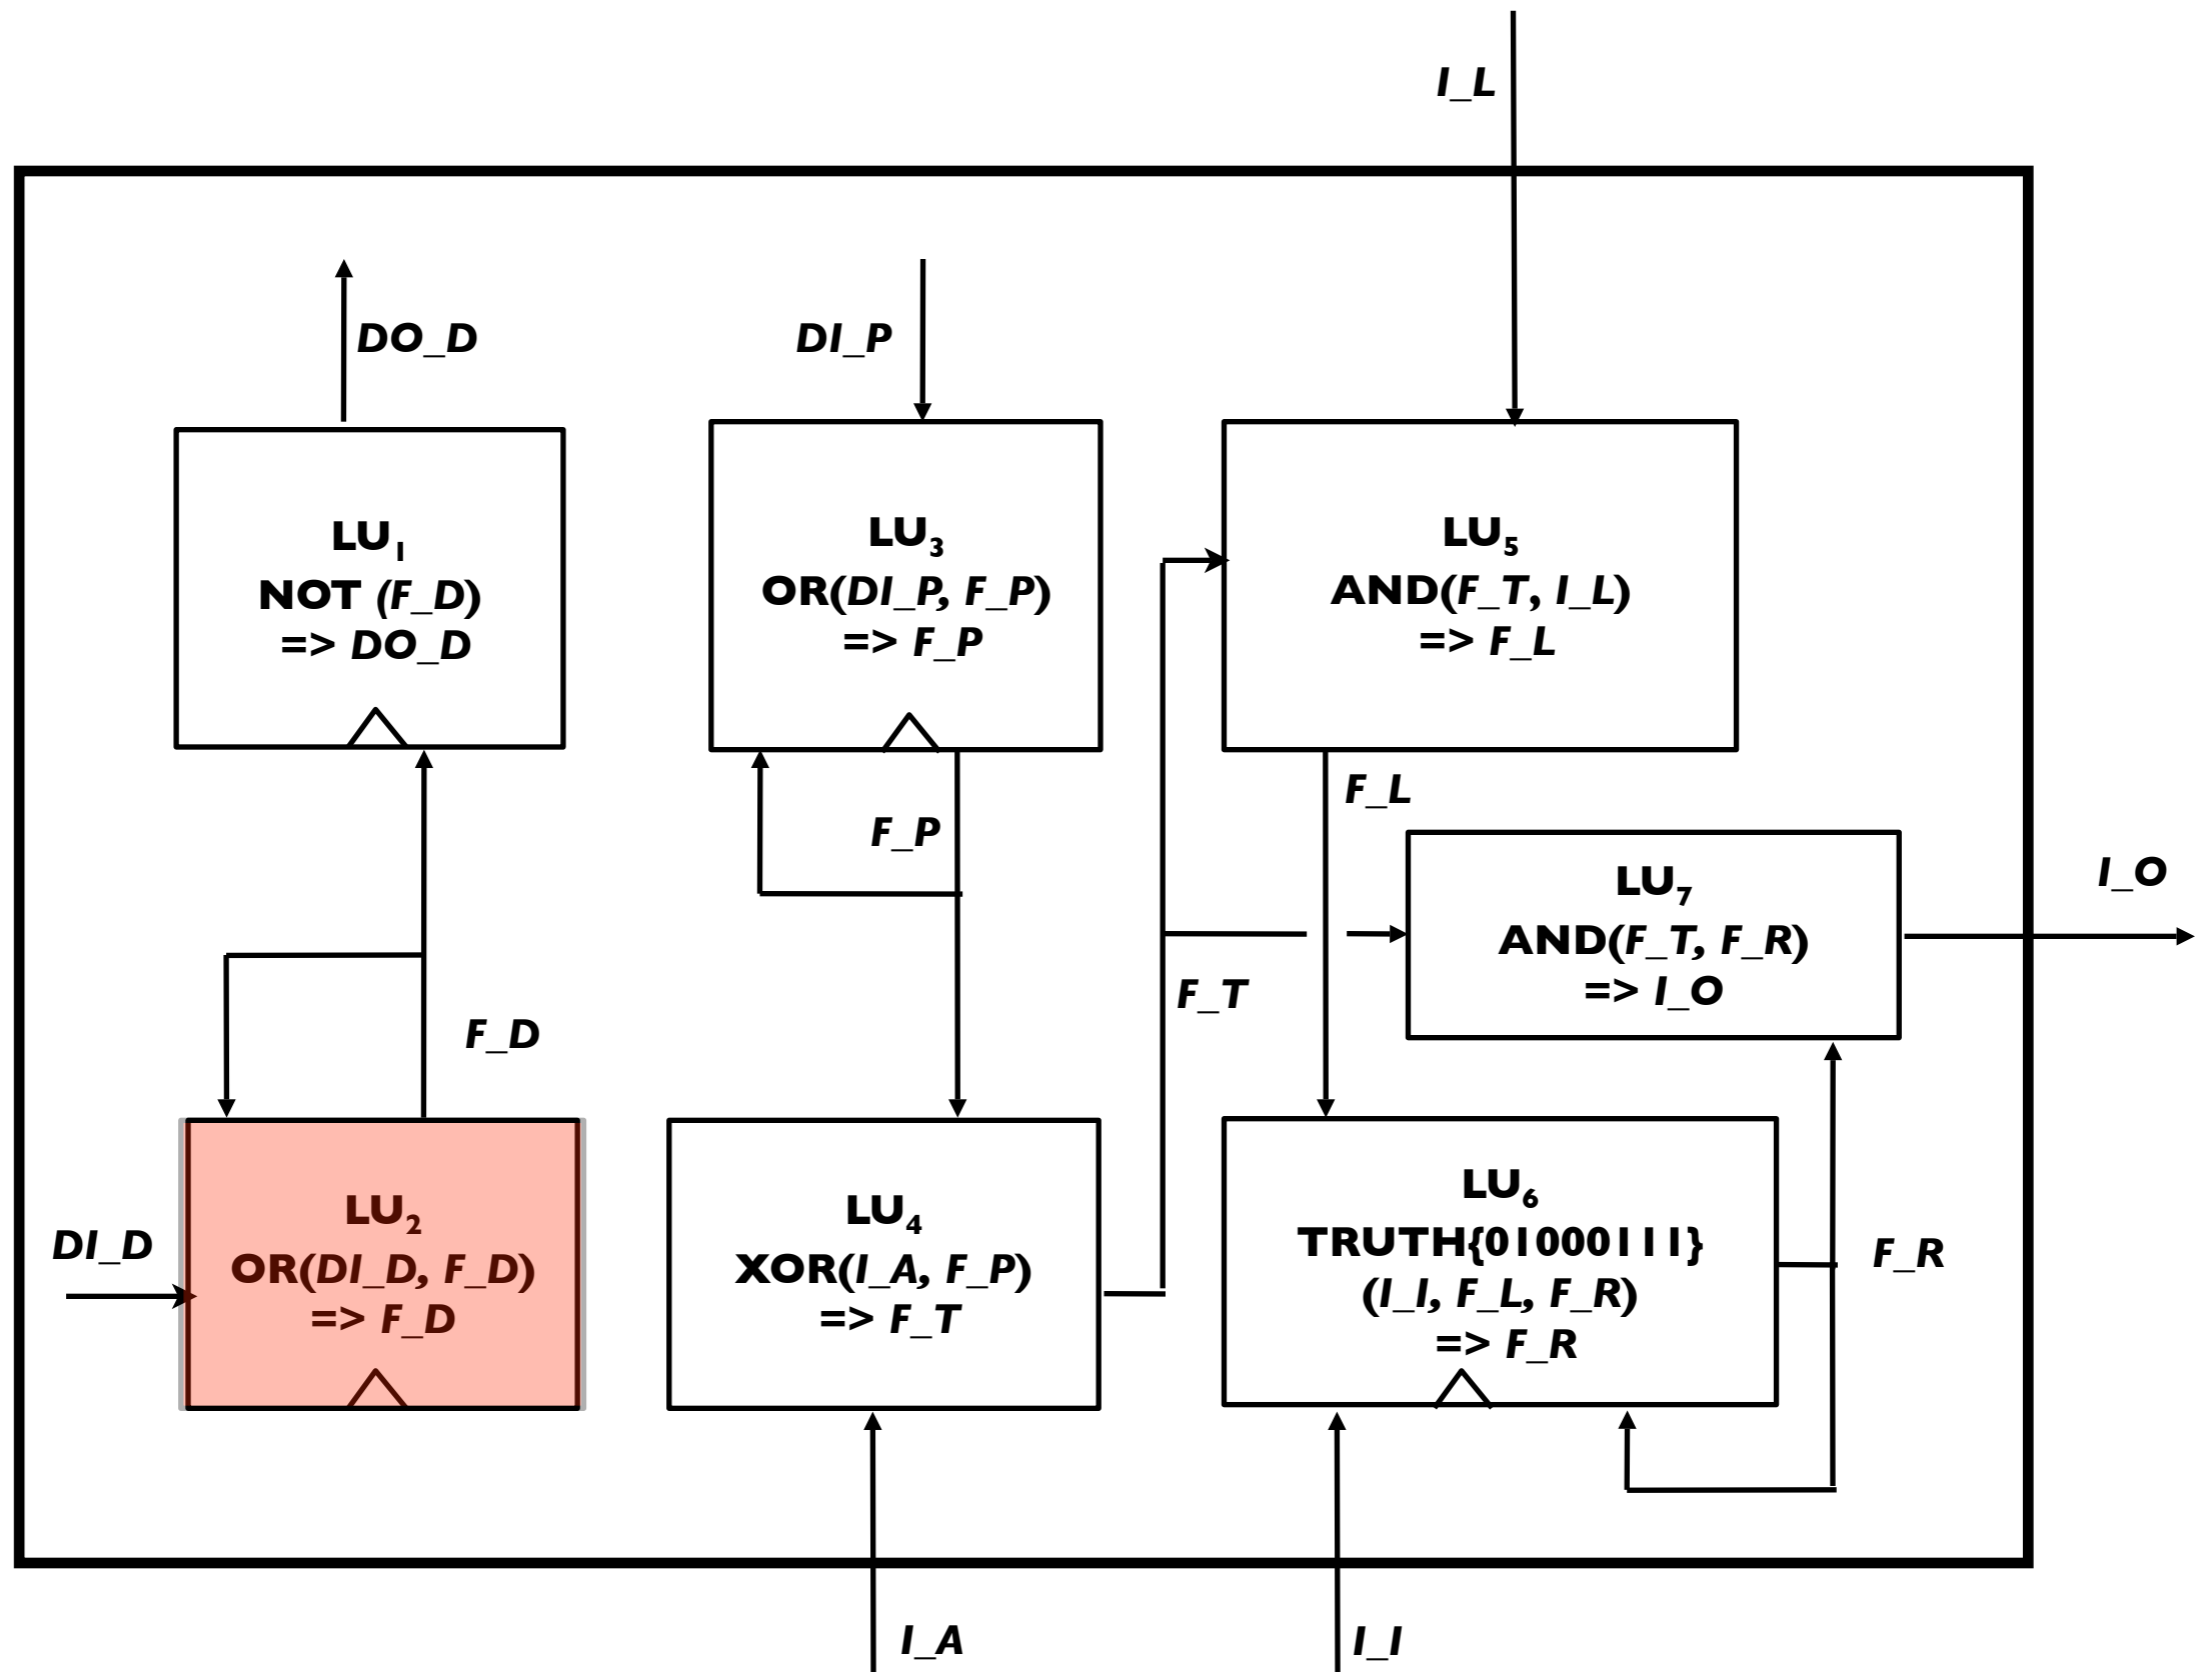 I_L
DO_D
DI_P
LU1
NOT (F_D)
=> DO_D
LU3
OR(DI_P, F_P)
=> F_P
LU5
AND(F_T, I_L)
=> F_L
F_L
F_P
LU7
AND(F_T, F_R)
=> I_O
I_O
F_T
F_D
DI_D
LU2
OR(DI_D, F_D)
=> F_D
LU4
XOR(I_A, F_P)
=> F_T
LU6
TRUTH{01000111}
(I_I, F_L, F_R)
=> F_R
F_R
I_A
I_I